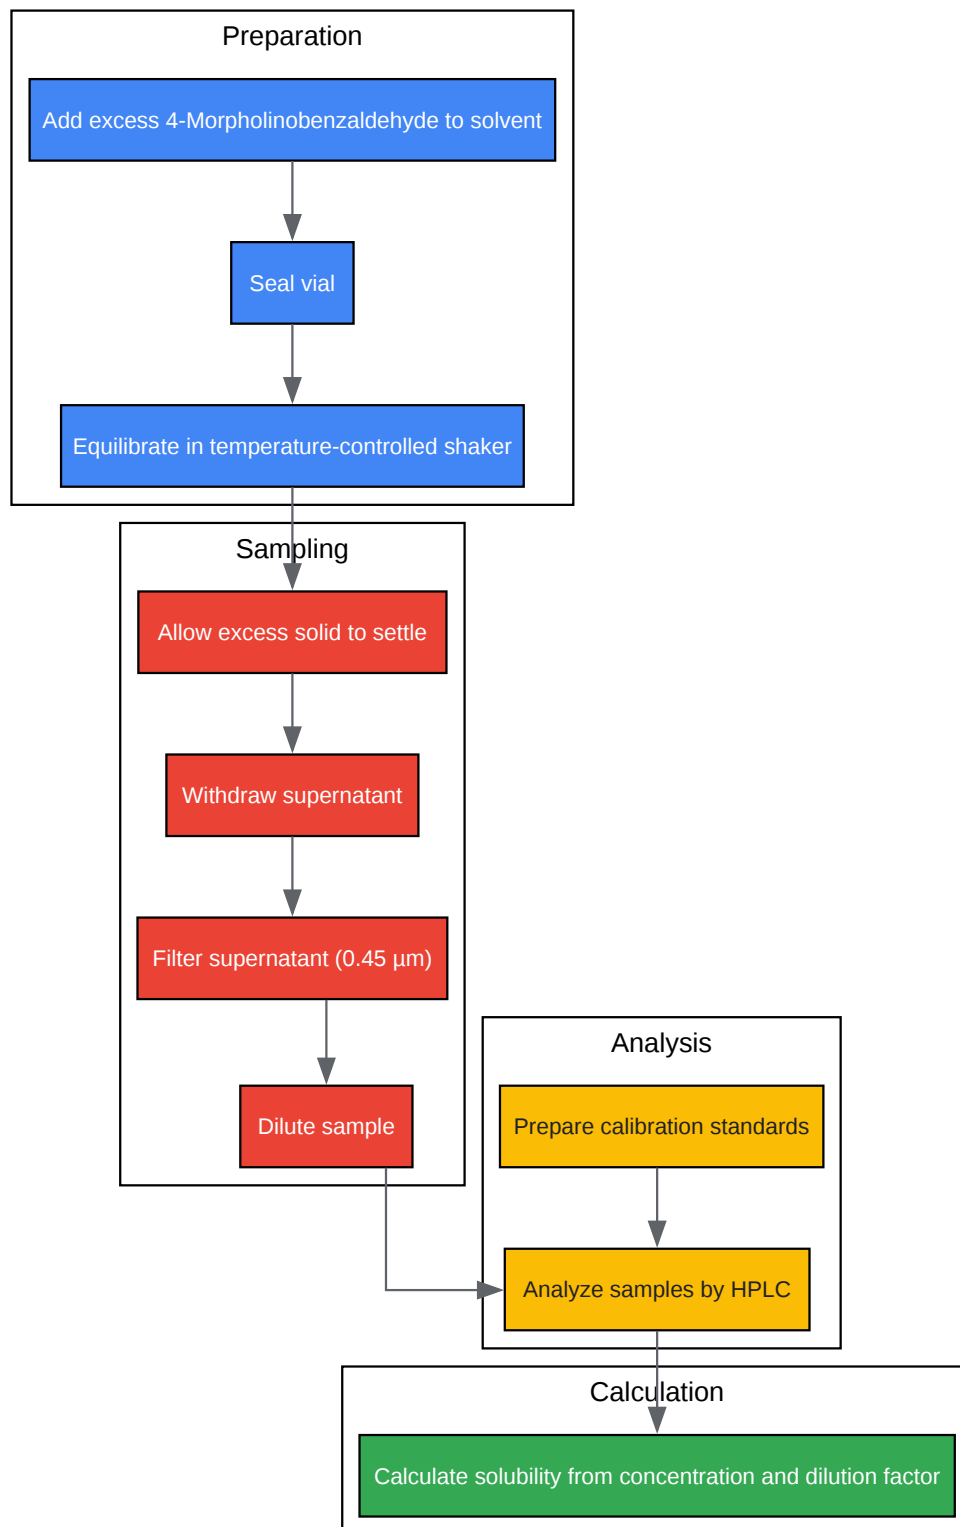 Preparation
Add excess 4-Morpholinobenzaldehyde to solvent
Seal vial
Equilibrate in temperature-controlled shaker
Sampling
Allow excess solid to settle
Withdraw supernatant
Filter supernatant (0.45 µm)
Dilute sample
Analysis
Prepare calibration standards
Analyze samples by HPLC
Calculation
Calculate solubility from concentration and dilution factor